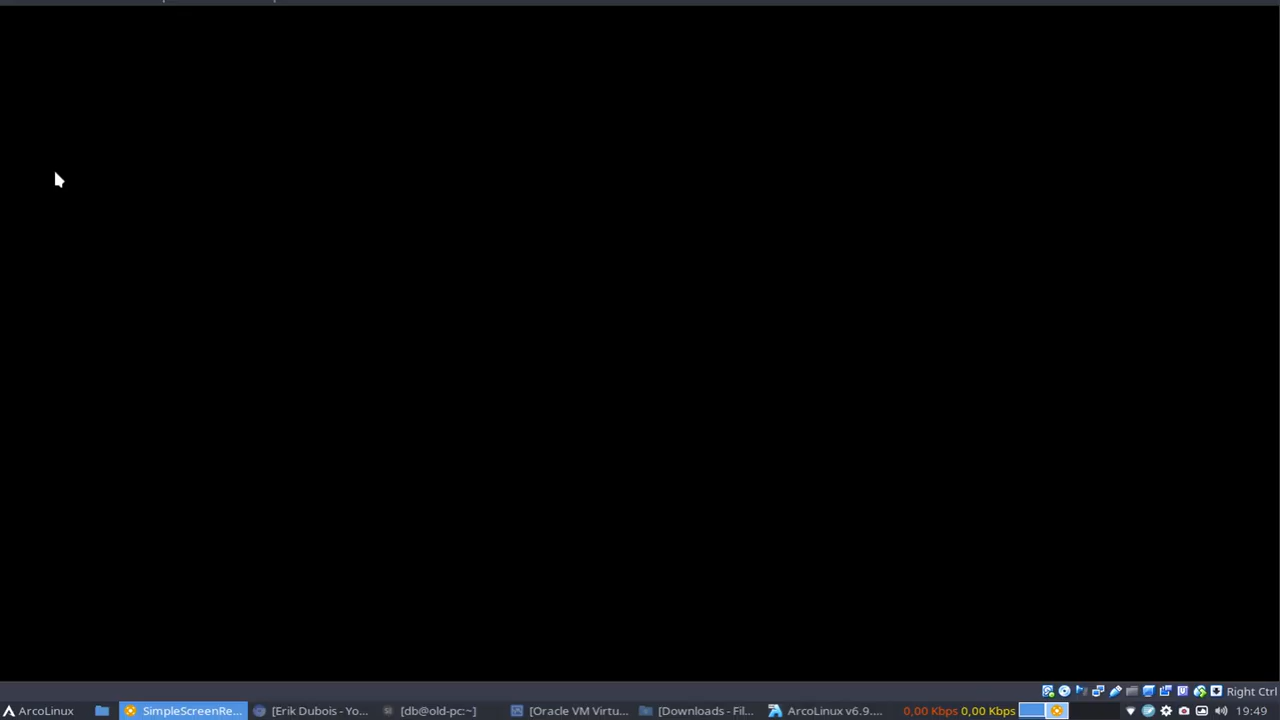 Right Ctrl
ArcoLinux
SimpleScreenRe...
[Erik Dubois - Yo...
[db@old-pc:~]
[Oracle VM Virtu...
[Downloads - Fil...
ArcoLinux v6.9....
0,00 Kbps 0,00 Kbps
19:49